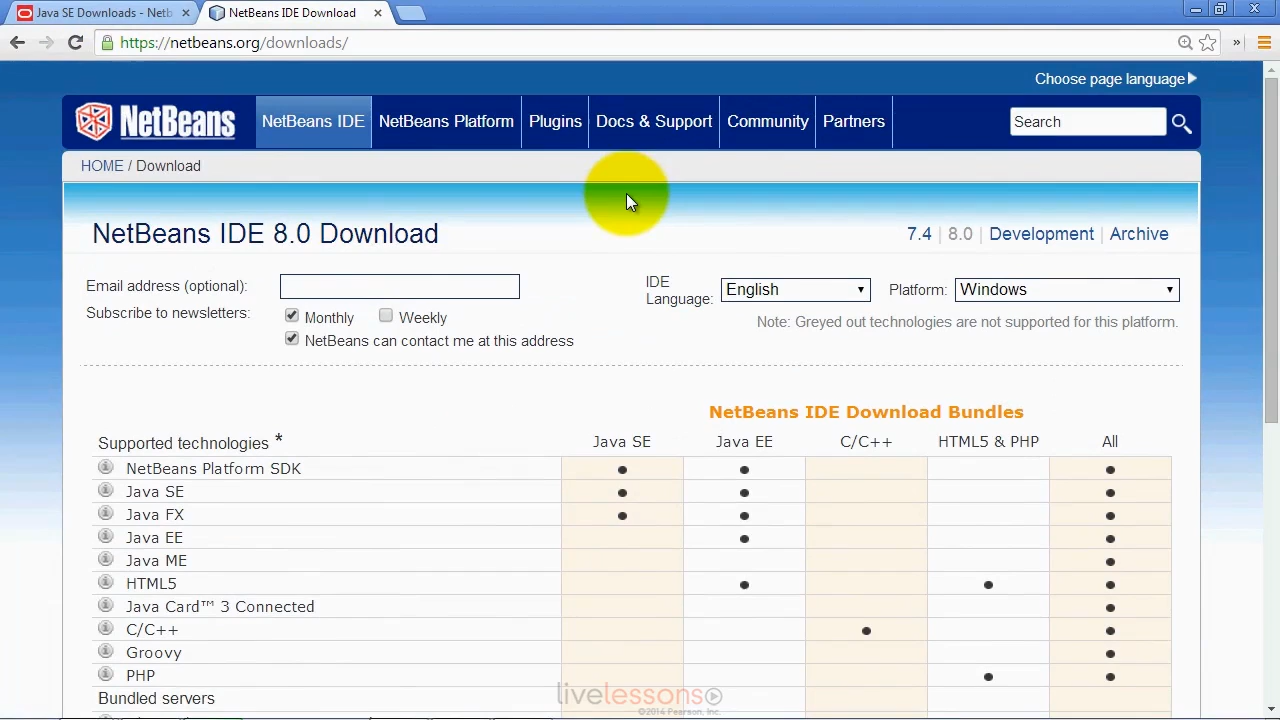 Java SE Downloads - Netb
NetBeans IDE Download
https://netbeans.org/downloads/
Choose page language
NetBeans
NetBeans IDE
NetBeans Platform
Plugins
Docs & Support
Community
Partners
Search
HOME / Download
NetBeans IDE 8.0 Download
7.4 | 8.0 | Development | Archive
Email address (optional):
IDE Language:
English
Platform:
Windows
Subscribe to newsletters:
Monthly
Weekly
Note: Greyed out technologies are not supported for this platform.
NetBeans can contact me at this address
NetBeans IDE Download Bundles
Supported technologies *
Java SE
Java EE
C/C++
HTML5 & PHP
All
NetBeans Platform SDK
Java SE
Java FX
Java EE
Java ME
HTML5
Java Card™ 3 Connected
C/C++
Groovy
PHP
Bundled servers
livelessons
©2014 Pearson, Inc.